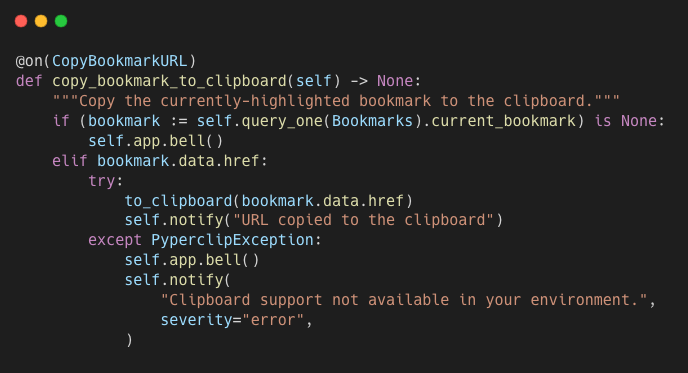 @on(CopyBookmarkURL)
def copy_bookmark_to_clipboard(self) -> None:
    """Copy the currently-highlighted bookmark to the clipboard."""
    if (bookmark := self.query_one(Bookmarks).current_bookmark) is None:
        self.app.bell()
    elif bookmark.data.href:
        try:
            to_clipboard(bookmark.data.href)
            self.notify("URL copied to the clipboard")
        except PyperclipException:
            self.app.bell()
            self.notify(
                "Clipboard support not available in your environment.",
                severity="error",
            )